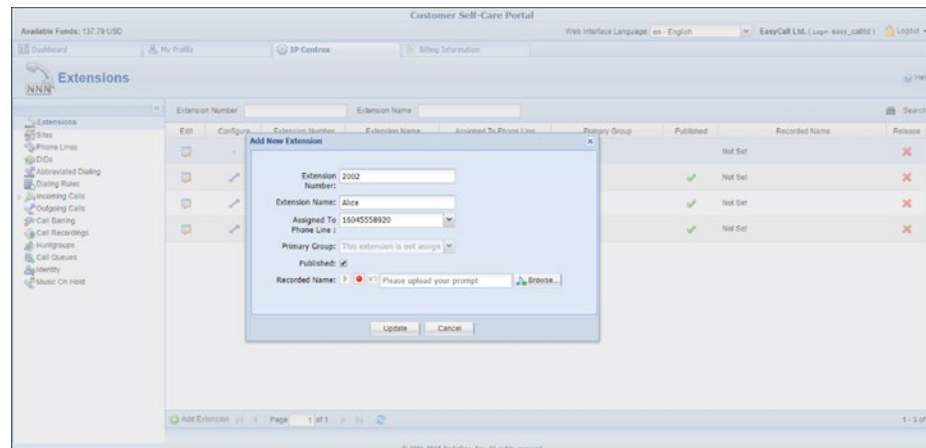 Customer Self-Care Portal
Available Funds: 137.79 USD
Web Interface Language en - English
EasyCall Ltd. (Login: easy_callltd) Logout
Dashboard
My Profile
IP Centrex
Billing Information
NNN
Extensions
Extensions
Sites
Phone Lines
DIDs
Abbreviated Dialing
Dialing Rules
Incoming Calls
Outgoing Calls
Call Barring
Call Recordings
Huntgroups
Call Queues
Identity
Music On Hold
Extension Number
Extension Name
Search
Edit Configure Extension Number Extension Name Assigned To Phone Line Primary Group Published Recorded Name Release
Not Set
Not Set
Not Set
Not Set
Add New Extension
Extension Number: 2002
Extension Name: Alice
Assigned To Phone Line : 16045558920
Primary Group: This extension is not assign
Published:
Recorded Name: Please upload your prompt Browse...
Update Cancel
Add Extension Page 1 of 1
1 - 3 of